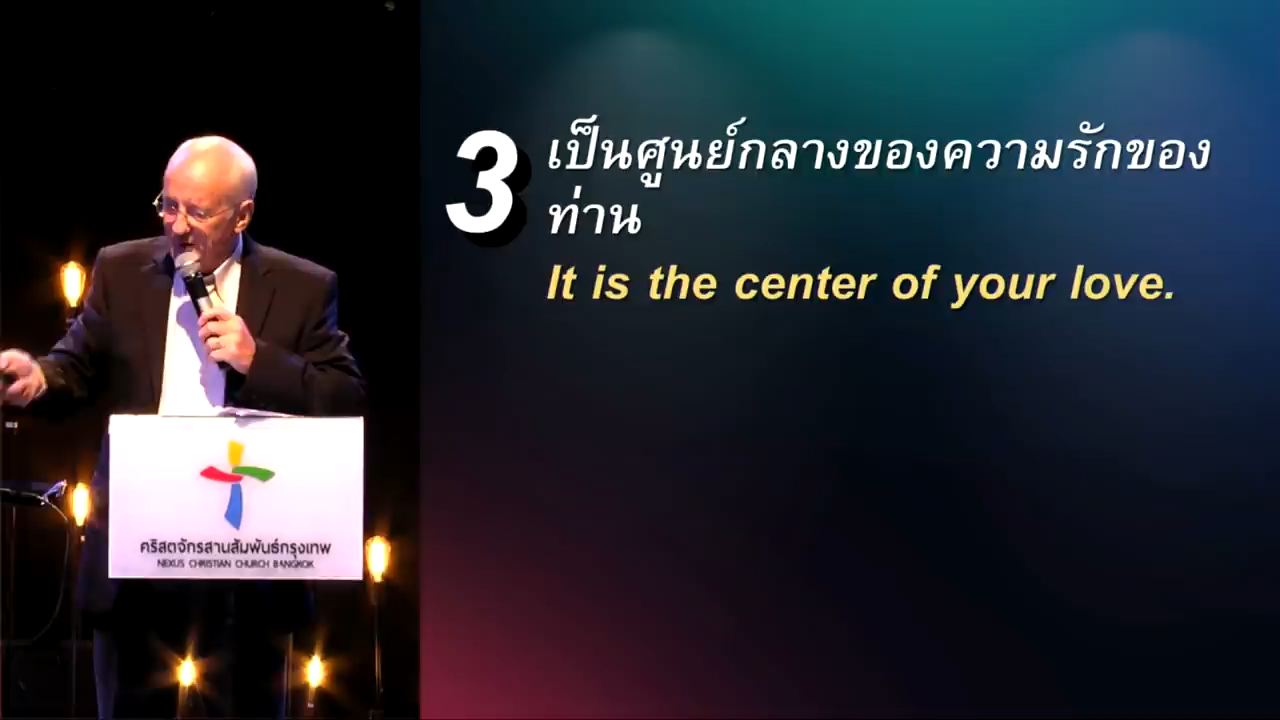 3
เป็นศูนย์กลางของความรักของ
ท่าน
It is the center of your love.
คริสตจักรสานสัมพันธ์กรุงเทพ
NEXUS CHRISTIAN CHURCH BANGKOK